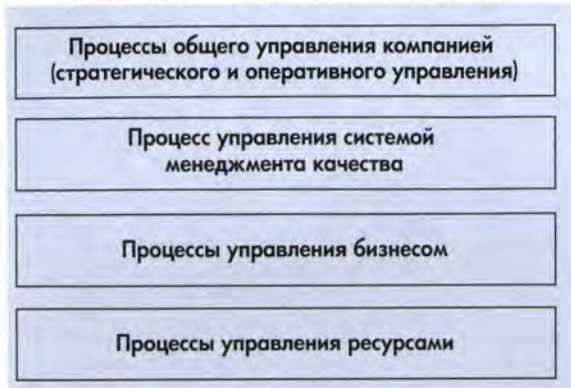 Процессы общего управления компанией
(стратегического и оперативного управления)
Процесс управления системой
менеджмента качества
Процессы управления бизнесом
Процессы управления ресурсами